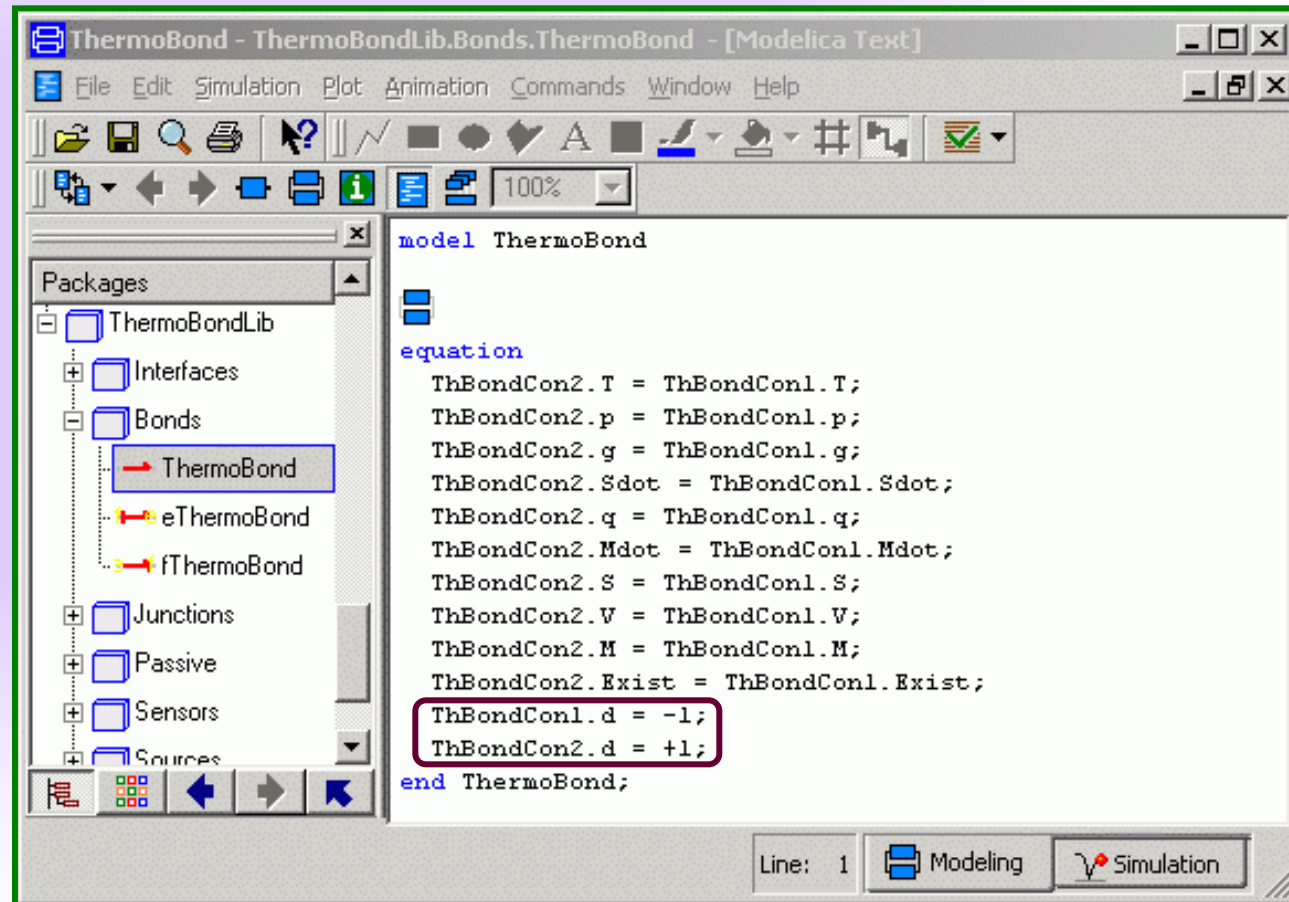 ThermoBond - ThermoBondLib.Bonds.ThermoBond - [Modelica Text]
File Edit Simulation Plot Animation Commands Window Help
100%
Packages
ThermoBondLib
Interfaces
Bonds
ThermoBond
eThermoBond
fThermoBond
Junctions
Passive
Sensors
Sources
model ThermoBond
equation
ThBondCon2.T = ThBondCon1.T;
ThBondCon2.p = ThBondCon1.p;
ThBondCon2.g = ThBondCon1.g;
ThBondCon2.Sdot = ThBondCon1.Sdot;
ThBondCon2.q = ThBondCon1.q;
ThBondCon2.Mdot = ThBondCon1.Mdot;
ThBondCon2.S = ThBondCon1.S;
ThBondCon2.V = ThBondCon1.V;
ThBondCon2.M = ThBondCon1.M;
ThBondCon2.Exist = ThBondCon1.Exist;
ThBondCon1.d = -1;
ThBondCon2.d = +1;
end ThermoBond;
Line: 1 Modeling Simulation